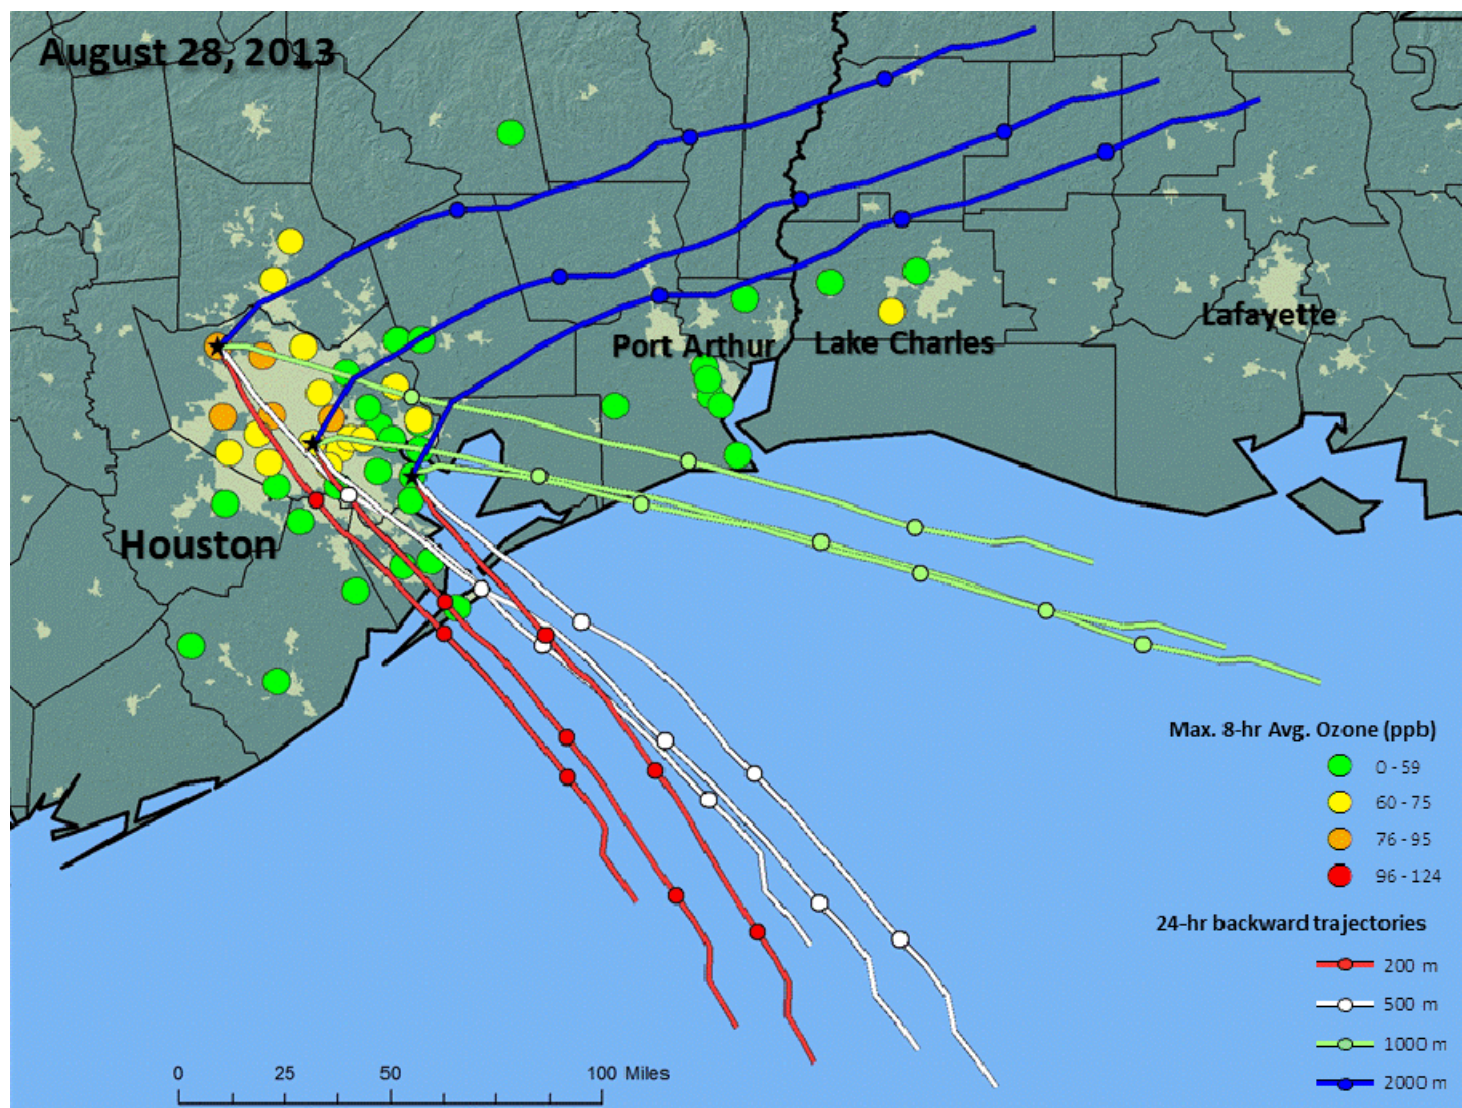 August 28, 2013
Lafayette
Port Arthur
Lake Charles
Houston
Max. 8-hr Avg. Ozone (ppb)
0 - 59
60 - 75
76 - 95
96 - 124
24-hr backward trajectories
200 m
500 m
1000 m
2000 m
0 25 50 100 Miles